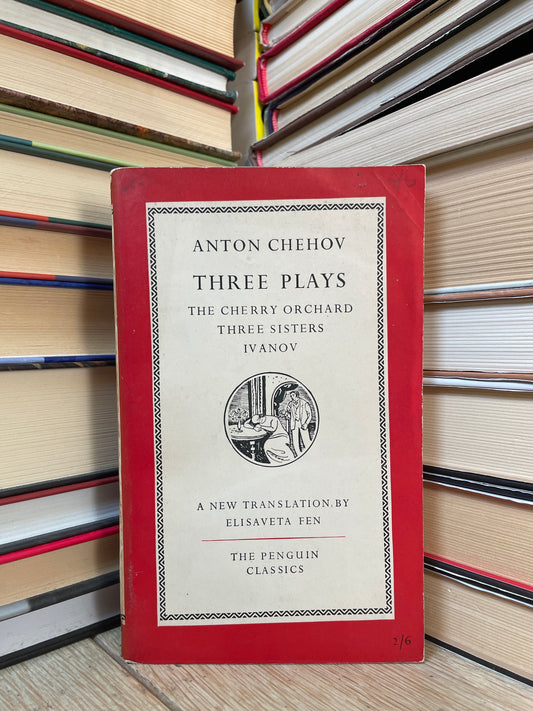 ANTON CHEHOV
THREE PLAYS
THE CHERRY ORCHARD
THREE SISTERS
IVANOV
A NEW TRANSLATION BY
ELISAVETA FEN
THE PENGUIN
CLASSICS
2/6